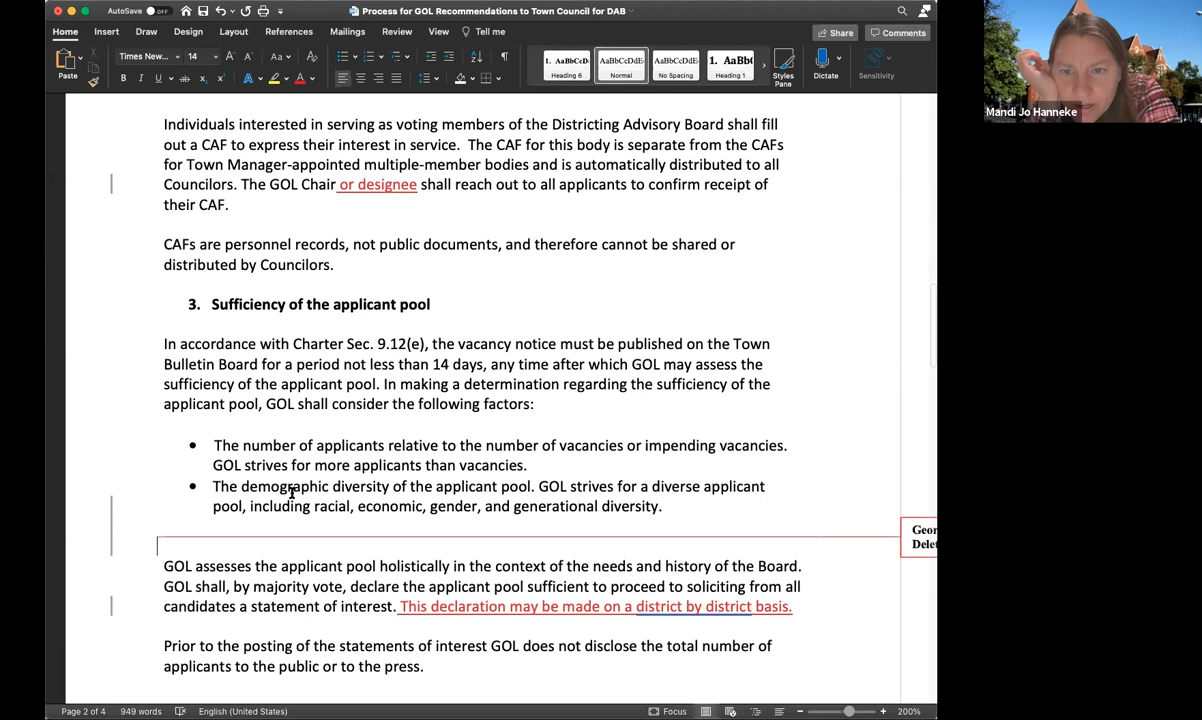 AutoSave OFF
Process for GOL Recommendations to Town Council for DAB
Home Insert Draw Design Layout References Mailings Review View Tell me
Share Comments
Paste
Times New... 14
AaBbCcDdE Heading 6
AaBbCcDdE Normal
AaBbCcDdE No Spacing
1. AaBb Heading 1
Styles Pane
Dictate
Sensitivity
Mandi Jo Hanneke
Individuals interested in serving as voting members of the Districting Advisory Board shall fill
out a CAF to express their interest in service. The CAF for this body is separate from the CAFs
for Town Manager-appointed multiple-member bodies and is automatically distributed to all
Councilors. The GOL Chair or designee shall reach out to all applicants to confirm receipt of
their CAF.
CAFs are personnel records, not public documents, and therefore cannot be shared or
distributed by Councilors.
3. Sufficiency of the applicant pool
In accordance with Charter Sec. 9.12(e), the vacancy notice must be published on the Town
Bulletin Board for a period not less than 14 days, any time after which GOL may assess the
sufficiency of the applicant pool. In making a determination regarding the sufficiency of the
applicant pool, GOL shall consider the following factors:
• The number of applicants relative to the number of vacancies or impending vacancies.
GOL strives for more applicants than vacancies.
• The demographic diversity of the applicant pool. GOL strives for a diverse applicant
pool, including racial, economic, gender, and generational diversity.
Geor
Delet
GOL assesses the applicant pool holistically in the context of the needs and history of the Board.
GOL shall, by majority vote, declare the applicant pool sufficient to proceed to soliciting from all
candidates a statement of interest. This declaration may be made on a district by district basis.
Prior to the posting of the statements of interest GOL does not disclose the total number of
applicants to the public or to the press.
Page 2 of 4 949 words English (United States) Focus 200%